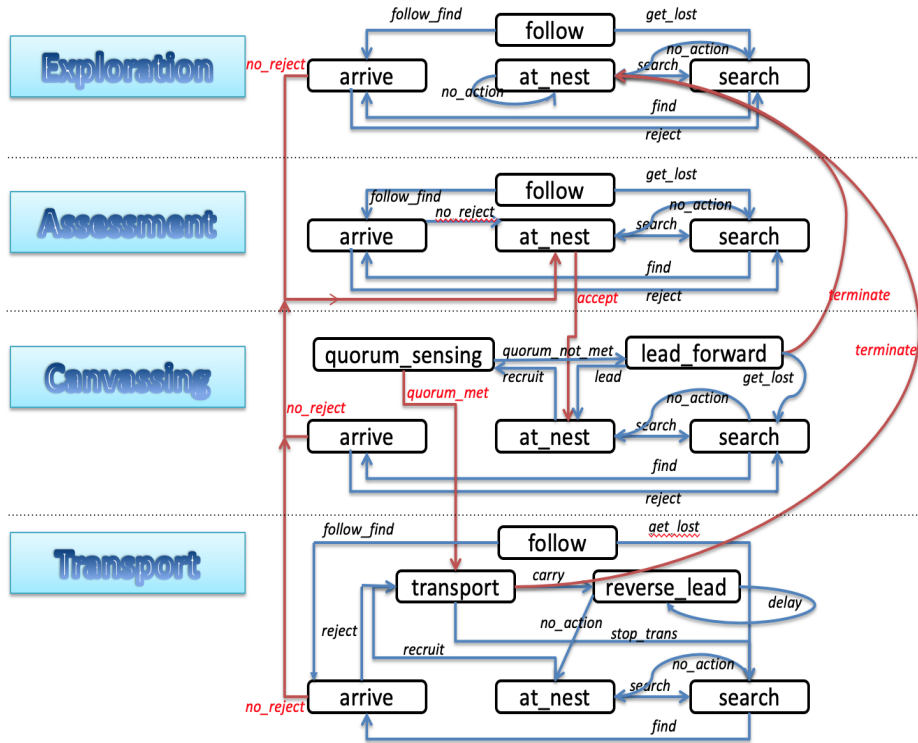 follow_find
follow
get_lost
Exploration
no_reject
arrive
at_nest
search
no_action
search
no_action
find
reject
Assessment
follow
get_lost
follow_find
no_reject
no_action
arrive
at_nest
search
search
find
reject
accept
terminate
Canvassing
quorum_sensing
quorum_not_met
lead_forward
terminate
recruit
lead
get_lost
quorum_met
no_action
no_reject
arrive
at_nest
search
search
find
reject
follow_find
get_lost
follow
Transport
transport
carry
reverse_lead
delay
reject
no_action
stop_trans
recruit
no_action
arrive
at_nest
search
search
no_reject
find